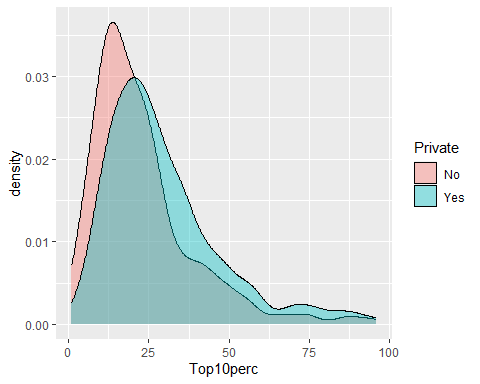 0.03
0.02
0.01
0.00
density
0 25 50 75 100
Top10perc
Private
No
Yes